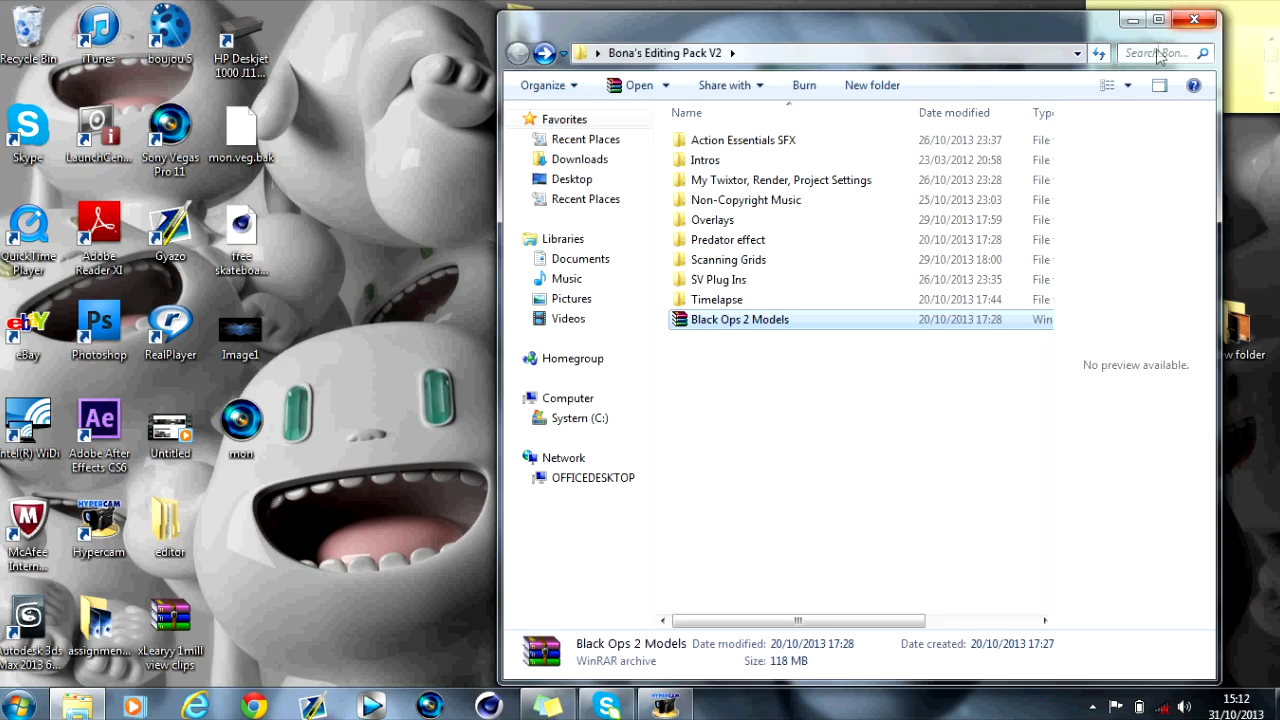 Recycle Bin
iTunes
boujou 5
HP Deskjet
1000 J11...
Skype
LaunchGen...
Sony Vegas
Pro 11
mon.veg.bak
QuickTime
Player
Adobe
Reader XI
Gyazo
free
skateboa...
eBay
Photoshop
RealPlayer
Image1
Intel(R) WiDi
Adobe After
Effects CS6
Untitled
mon
McAfee
Intern...
Hypercam
editor
Autodesk 3ds
Max 2013 6...
assignmen...
xLearyy 1mill
view clips
Bona's Editing Pack V2
Search Bon...
Organize
Open
Share with
Burn
New folder
Favorites
Recent Places
Downloads
Desktop
Recent Places
Libraries
Documents
Music
Pictures
Videos
Homegroup
Computer
System (C:)
Network
OFFICEDESKTOP
Name Date modified Type
Action Essentials SFX 26/10/2013 23:37 File
Intros 23/03/2012 20:58 File
My Twixtor, Render, Project Settings 26/10/2013 23:28 File
Non-Copyright Music 25/10/2013 23:03 File
Overlays 29/10/2013 17:59 File
Predator effect 20/10/2013 17:28 File
Scanning Grids 29/10/2013 18:00 File
SV Plug Ins 26/10/2013 23:35 File
Timelapse 20/10/2013 17:44 File
Black Ops 2 Models 20/10/2013 17:28 Win
No preview available.
Black Ops 2 Models Date modified: 20/10/2013 17:28 Date created: 20/10/2013 17:27
WinRAR archive Size: 118 MB
ew folder
15:12
31/10/2013